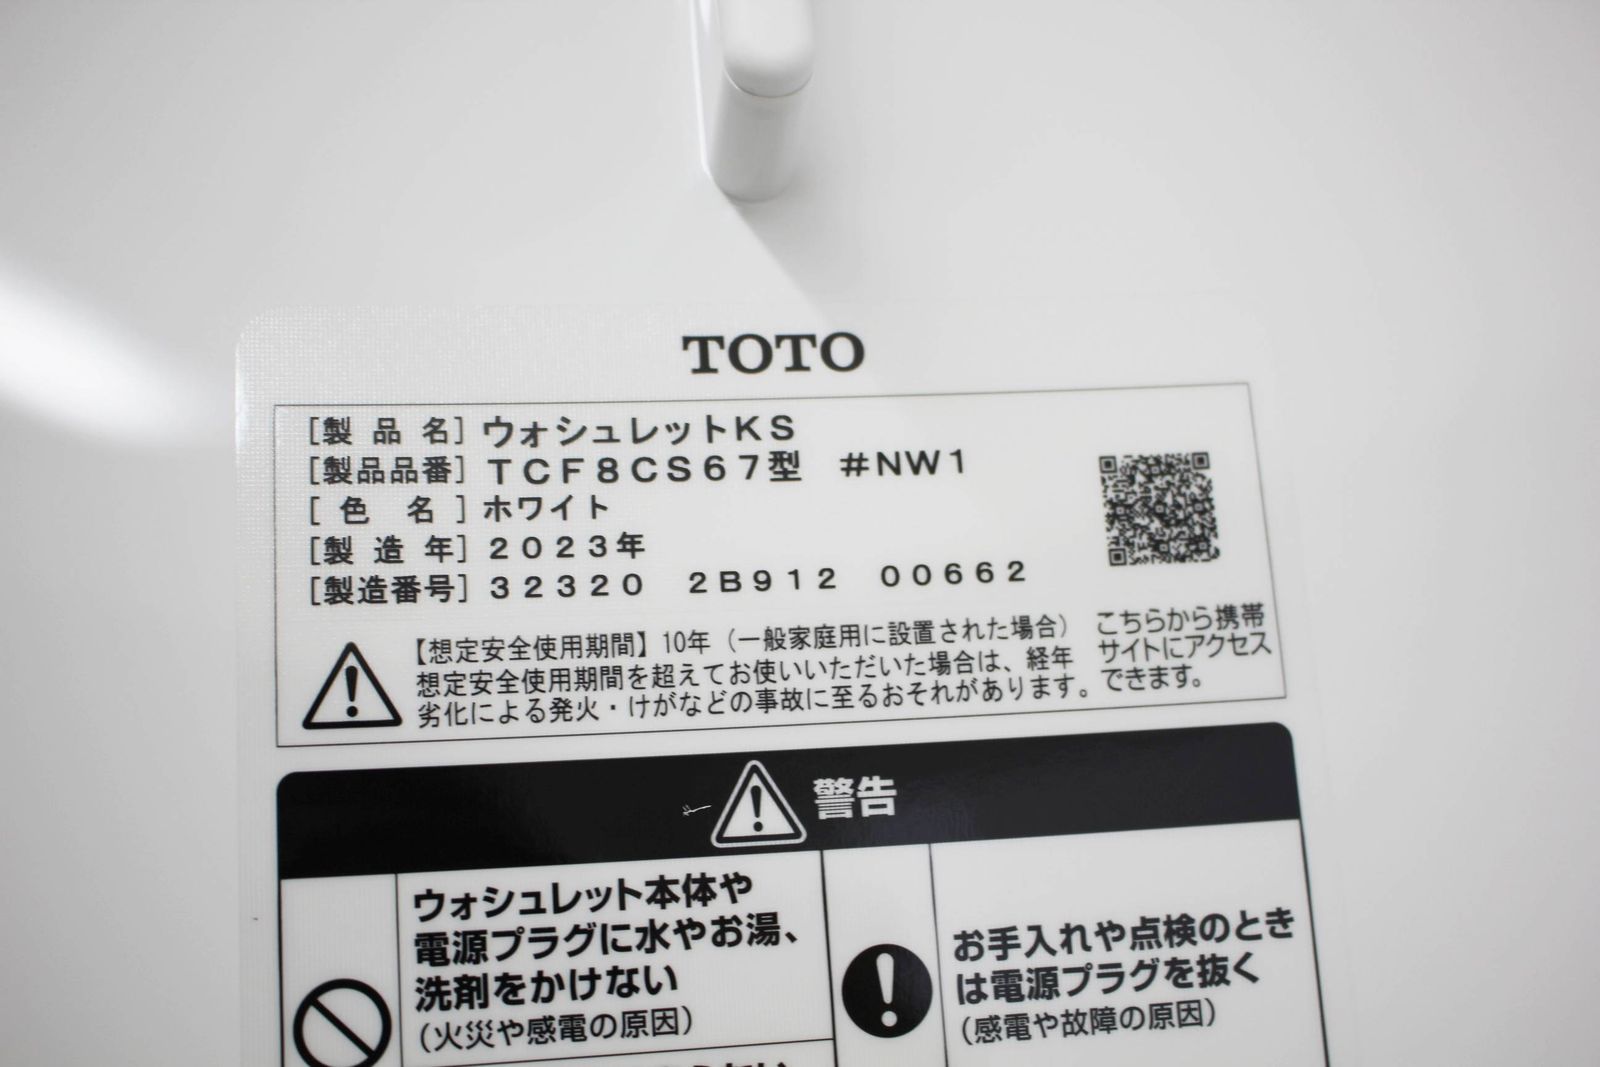 TOTO
[製品名] ウォシュレットKS
[製品品番] TCF8CS67型 #NW1
[色名] ホワイト
[製造年] 2023年
[製造番号] 32320 2B912 00662
【想定安全使用期間】10年（一般家庭用に設置された場合）
想定安全使用期間を超えてお使いいただいた場合は、経年
劣化による発火・けがなどの事故に至るおそれがあります。
こちらから携帯
サイトにアクセス
できます。
警告
ウォシュレット本体や
電源プラグに水やお湯、
洗剤をかけない
（火災や感電の原因）
お手入れや点検のとき
は電源プラグを抜く
（感電や故障の原因）